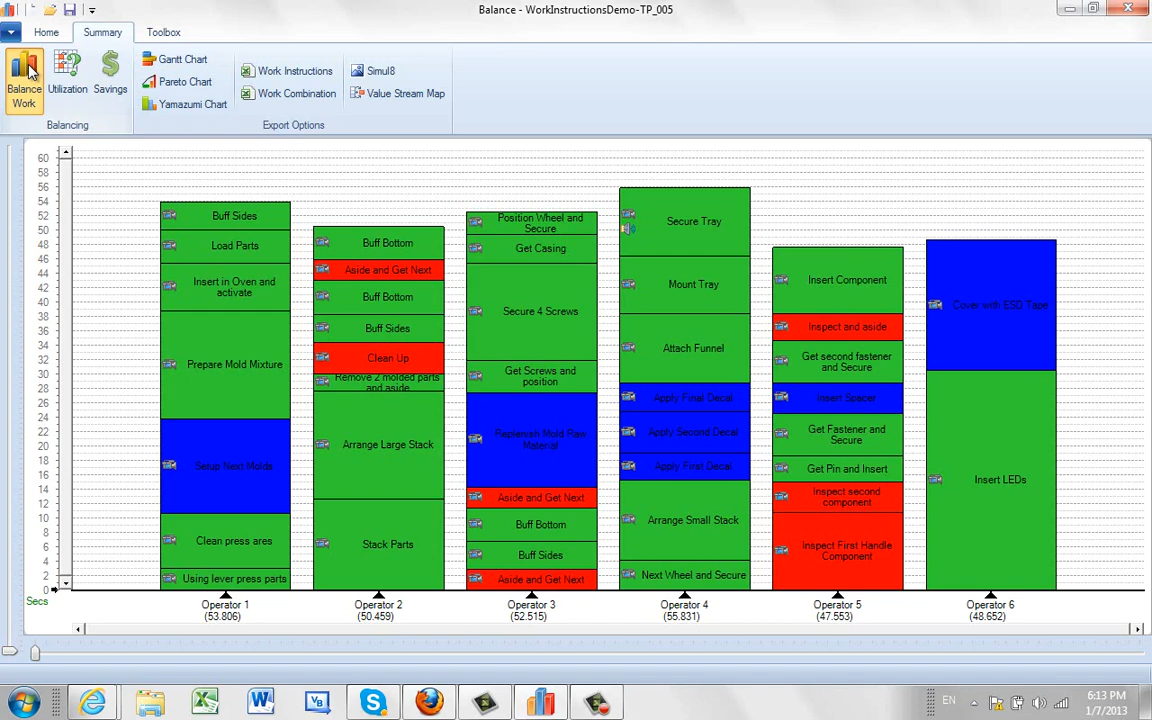 Balance - WorkInstructionsDemo-TP_005
Home
Summary
Toolbox
Balance
Work
Utilization
Savings
Balancing
Gantt Chart
Pareto Chart
Yamazumi Chart
Work Instructions
Work Combination
Simul8
Value Stream Map
Export Options
60
58
56
54
52
50
48
46
44
42
40
38
36
34
32
30
28
26
24
22
20
18
16
14
12
10
8
6
4
2
0
Secs
Buff Sides
Load Parts
Insert in Oven and
activate
Prepare Mold Mixture
Setup Next Molds
Clean press ares
Using lever press parts
Operator 1
(53.806)
Buff Bottom
Aside and Get Next
Buff Bottom
Buff Sides
Clean Up
Remove 2 molded parts
and aside
Arrange Large Stack
Stack Parts
Operator 2
(50.459)
Position Wheel and
Secure
Get Casing
Secure 4 Screws
Get Screws and
position
Replenish Mold Raw
Material
Aside and Get Next
Buff Bottom
Buff Sides
Aside and Get Next
Operator 3
(52.515)
Secure Tray
Mount Tray
Attach Funnel
Apply Final Decal
Apply Second Decal
Apply First Decal
Arrange Small Stack
Next Wheel and Secure
Operator 4
(55.831)
Insert Component
Inspect and aside
Get second fastener
and Secure
Insert Spacer
Get Fastener and
Secure
Get Pin and Insert
Inspect second
component
Inspect First Handle
Component
Operator 5
(47.553)
Cover with ESD Tape
Insert LEDs
Operator 6
(48.652)
EN
6:13 PM
1/7/2013